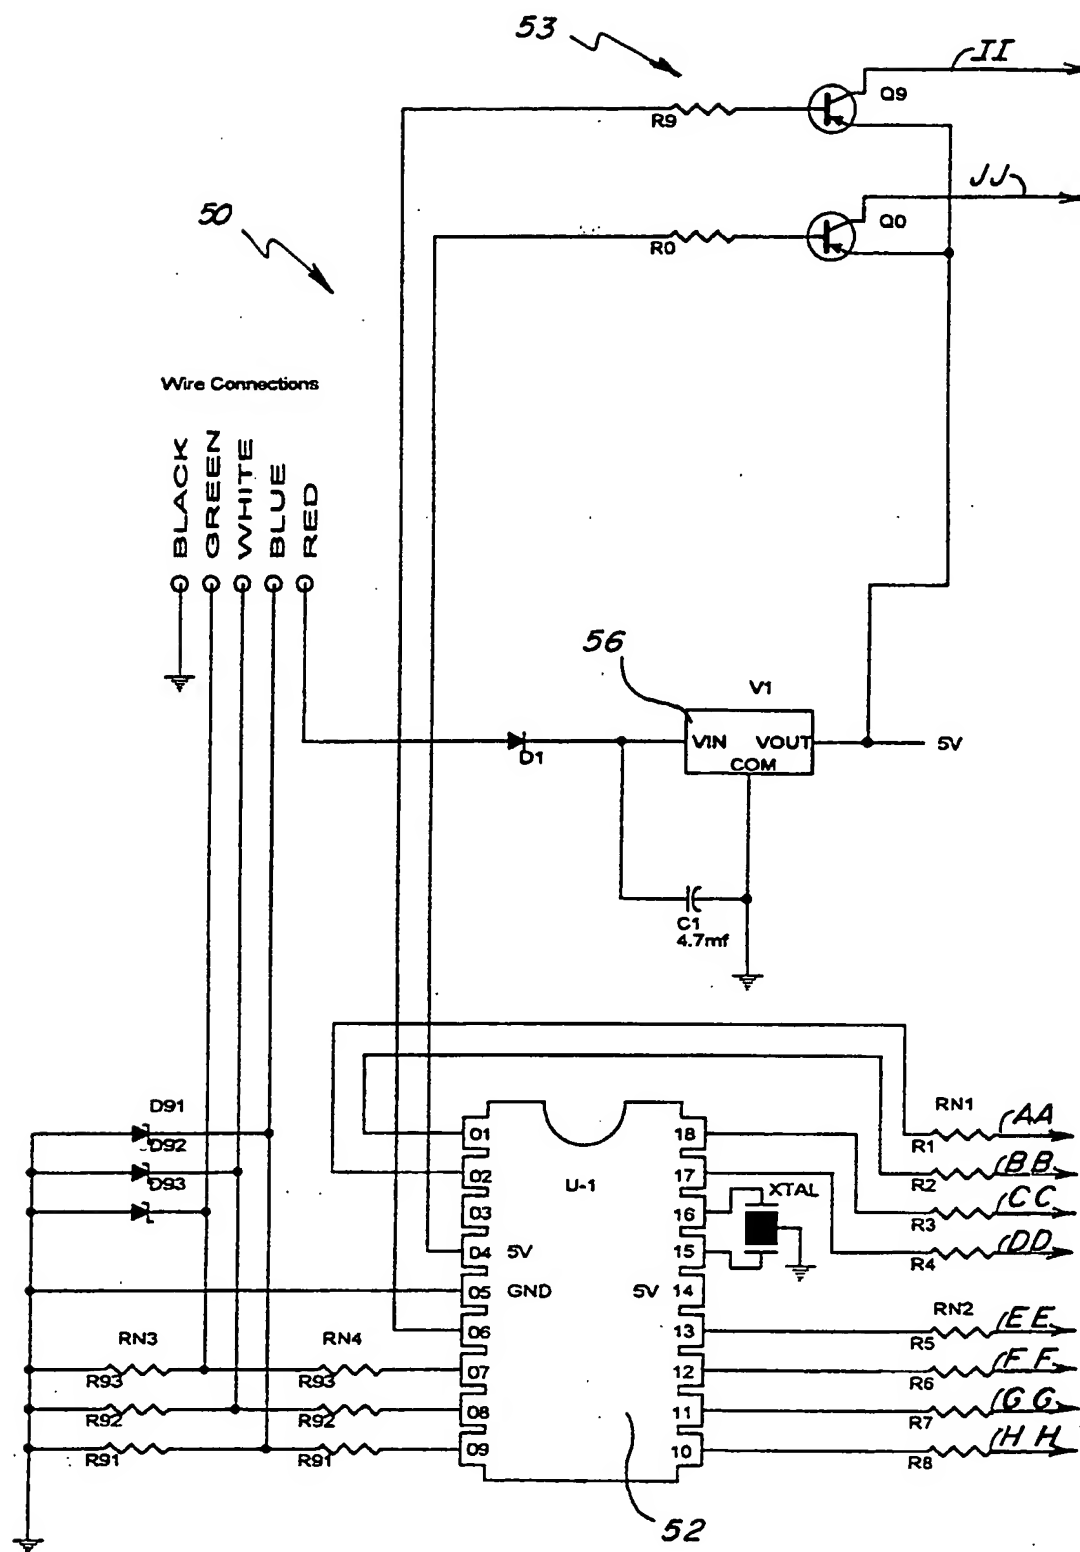 53
II
Q9
R9
JJ
50
Q0
R0
Wire Connections
BLACK
GREEN
WHITE
BLUE
RED
56
V1
VIN VOUT
5V
COM
D1
C1
4.7mf
D91
D92
D93
RN1
AA
R1
BB
R2
CC
R3
DD
R4
U-1
XTAL
01
18
02
17
03
16
04 5V
15
05 GND
5V 14
06
13
07
12
08
11
09
10
RN2
EE
R5
FF
R6
GG
R7
HH
R8
RN3
RN4
R93
R93
R92
R92
R91
R91
52